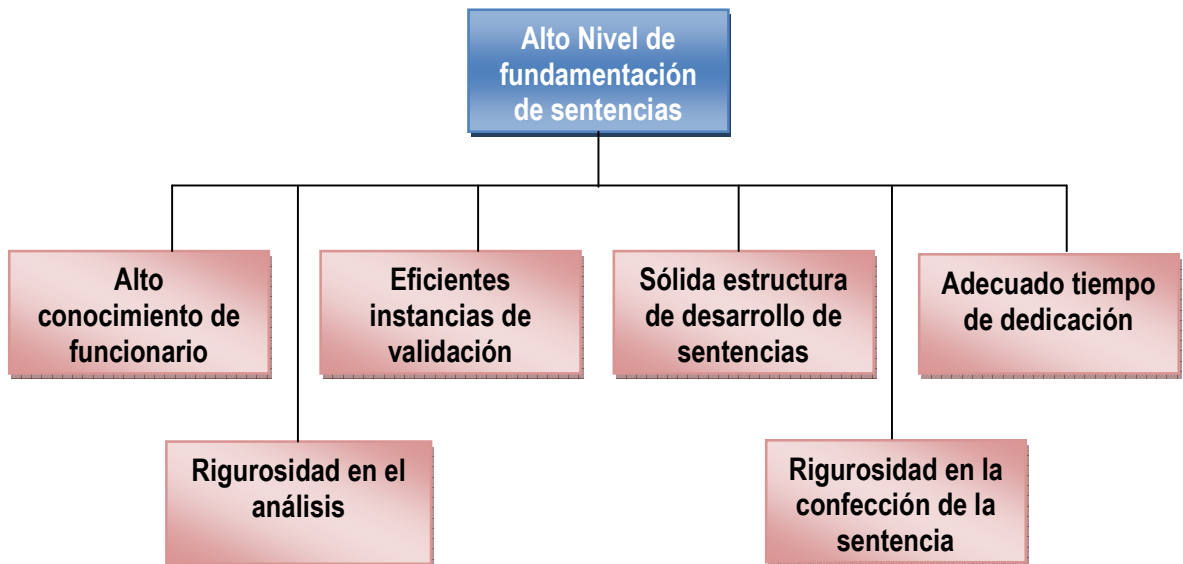 Alto Nivel de
fundamentación
de sentencias
Alto
conocimiento de
funcionario
Eficientes
instancias de
validación
Sólida estructura
de desarrollo de
sentencias
Adecuado tiempo
de dedicación
Rigurosidad en el
análisis
Rigurosidad en la
confección de la
sentencia